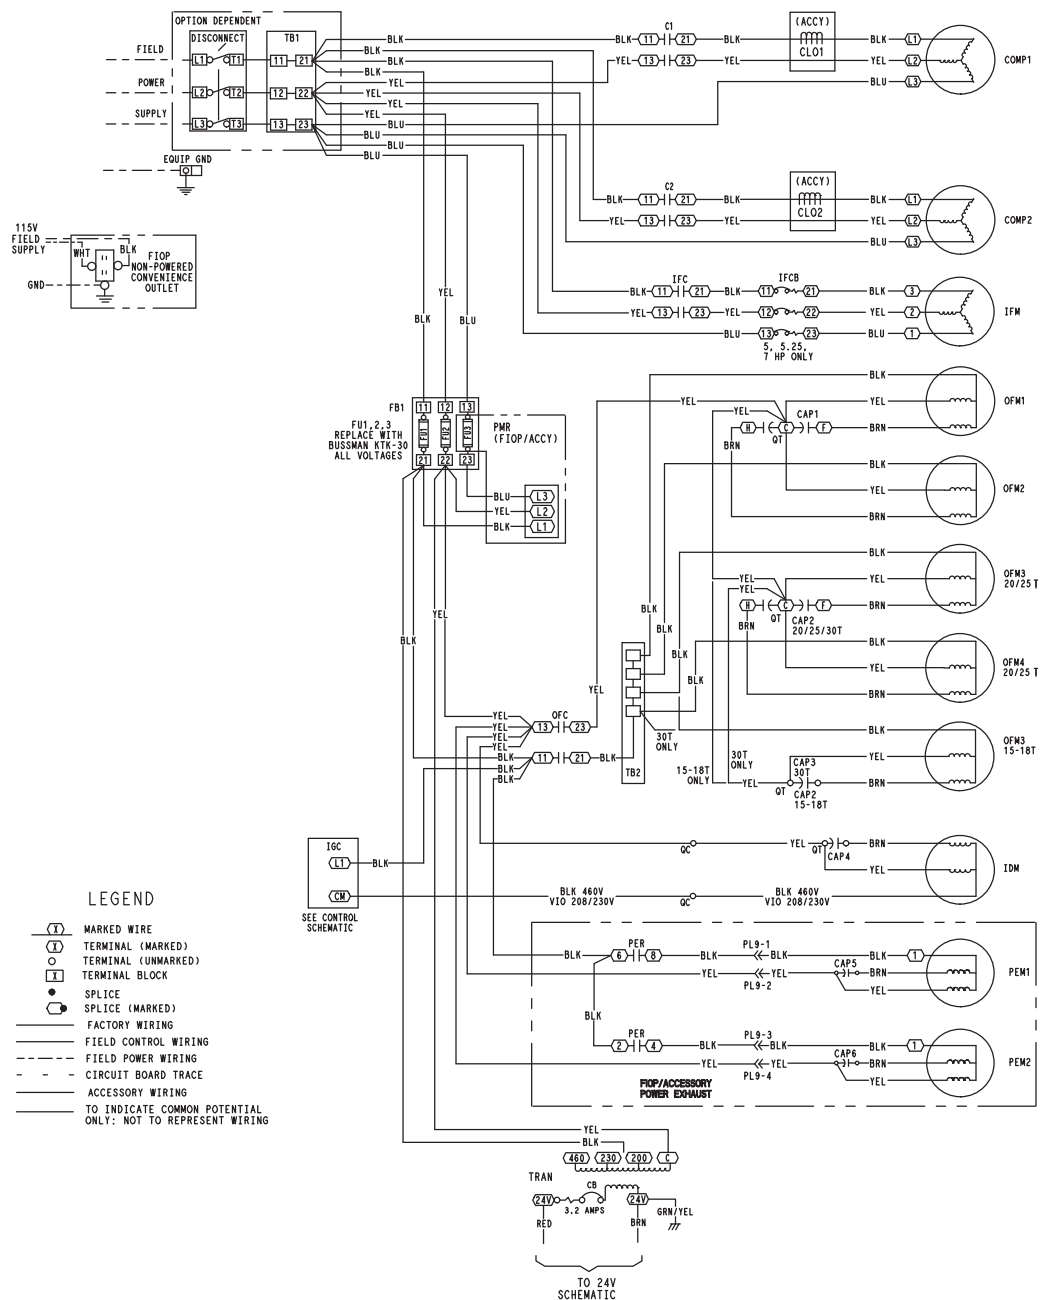 OPTION DEPENDENT
DISCONNECT
TB1
FIELD
L1 T1 11 21
POWER
L2 T2 12 22
SUPPLY
L3 T3 13 23
EQUIP GND
BLK
BLK
BLK
BLK
YEL
YEL
YEL
YEL
BLU
BLU
BLU
BLU
C1
BLK 11 21 BLK
YEL 13 23 YEL
(ACCY)
CLO1
BLK L1
YEL L2
BLU L3
COMP1
C2
BLK 11 21 BLK
YEL 13 23 YEL
(ACCY)
CLO2
BLK L1
YEL L2
BLU L3
COMP2
115V
FIELD
SUPPLY
WHT
BLK
GND
FIOP
NON-POWERED
CONVENIENCE
OUTLET
IFC IFCB
BLK 11 21 BLK 11 21 BLK 3
YEL 13 23 YEL 12 22 YEL 2
BLU 13 23 BLU 1
IFM
5, 5.25,
7 HP ONLY
BLK
YEL
BLU
FB1
11 12 13
FU1 FU2 FU3
21 22 23
FU1,2,3
REPLACE WITH
BUSSMAN KTK-30
ALL VOLTAGES
PMR
(FIOP/ACCY)
BLU L3
YEL L2
BLK L1
BLK
YEL
YEL
YEL
CAP1
H C F
QT
BRN
BRN
OFM1
BLK
YEL
BRN
OFM2
BLK
YEL
YEL
YEL
BRN
H C F
QT
CAP2
20/25/30T
BRN
OFM3
20/25 T
BLK
YEL
BRN
OFM4
20/25 T
BLK
YEL
BRN
OFM3
15-18T
CAP3
30T
QT
CAP2
15-18T
YEL
BLK
BLK
BLK
BLK
TB2
30T
ONLY
15-18T
ONLY
30T
ONLY
YEL
BLK
YEL
YEL
YEL
YEL
YEL
OFC
13 23
BLK
BLK
BLK
11 21 BLK
IGC
L1 BLK
CM
SEE CONTROL
SCHEMATIC
QC
YEL
QT
CAP4
BRN
YEL
IDM
BLK 460V
VIO 208/230V
QC
BLK 460V
VIO 208/230V
BLK
PER
6 8
BLK
PL9-1
BLK
BLK 1
YEL
PL9-2
YEL
CAP5
BRN
YEL
PEM1
BLK
PER
2 4
BLK
PL9-3
BLK
BLK 1
YEL
PL9-4
YEL
CAP6
BRN
YEL
PEM2
FIOP/ACCESSORY
POWER EXHAUST
YEL
BLK
460 230 200 C
TRAN
24V
CB
3.2 AMPS
24V
GRN/YEL
RED
BRN
TO 24V
SCHEMATIC
LEGEND
X MARKED WIRE
X TERMINAL (MARKED)
TERMINAL (UNMARKED)
X TERMINAL BLOCK
SPLICE
SPLICE (MARKED)
FACTORY WIRING
FIELD CONTROL WIRING
FIELD POWER WIRING
CIRCUIT BOARD TRACE
ACCESSORY WIRING
TO INDICATE COMMON POTENTIAL
ONLY: NOT TO REPRESENT WIRING